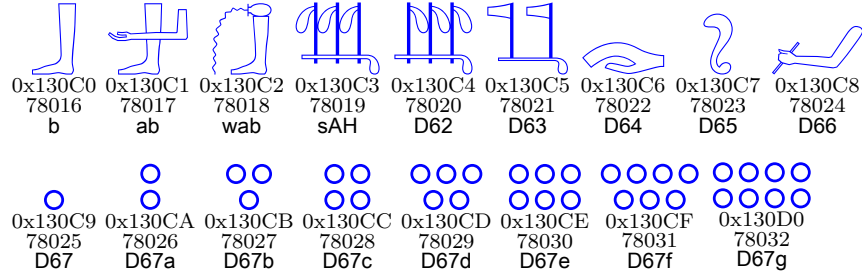 0x130C0 0x130C1 0x130C2 0x130C3 0x130C4 0x130C5 0x130C6 0x130C7 0x130C8
78016 78017 78018 78019 78020 78021 78022 78023 78024
b ab wab sAH D62 D63 D64 D65 D66
0x130C9 0x130CA 0x130CB 0x130CC 0x130CD 0x130CE 0x130CF 0x130D0
78025 78026 78027 78028 78029 78030 78031 78032
D67 D67a D67b D67c D67d D67e D67f D67g